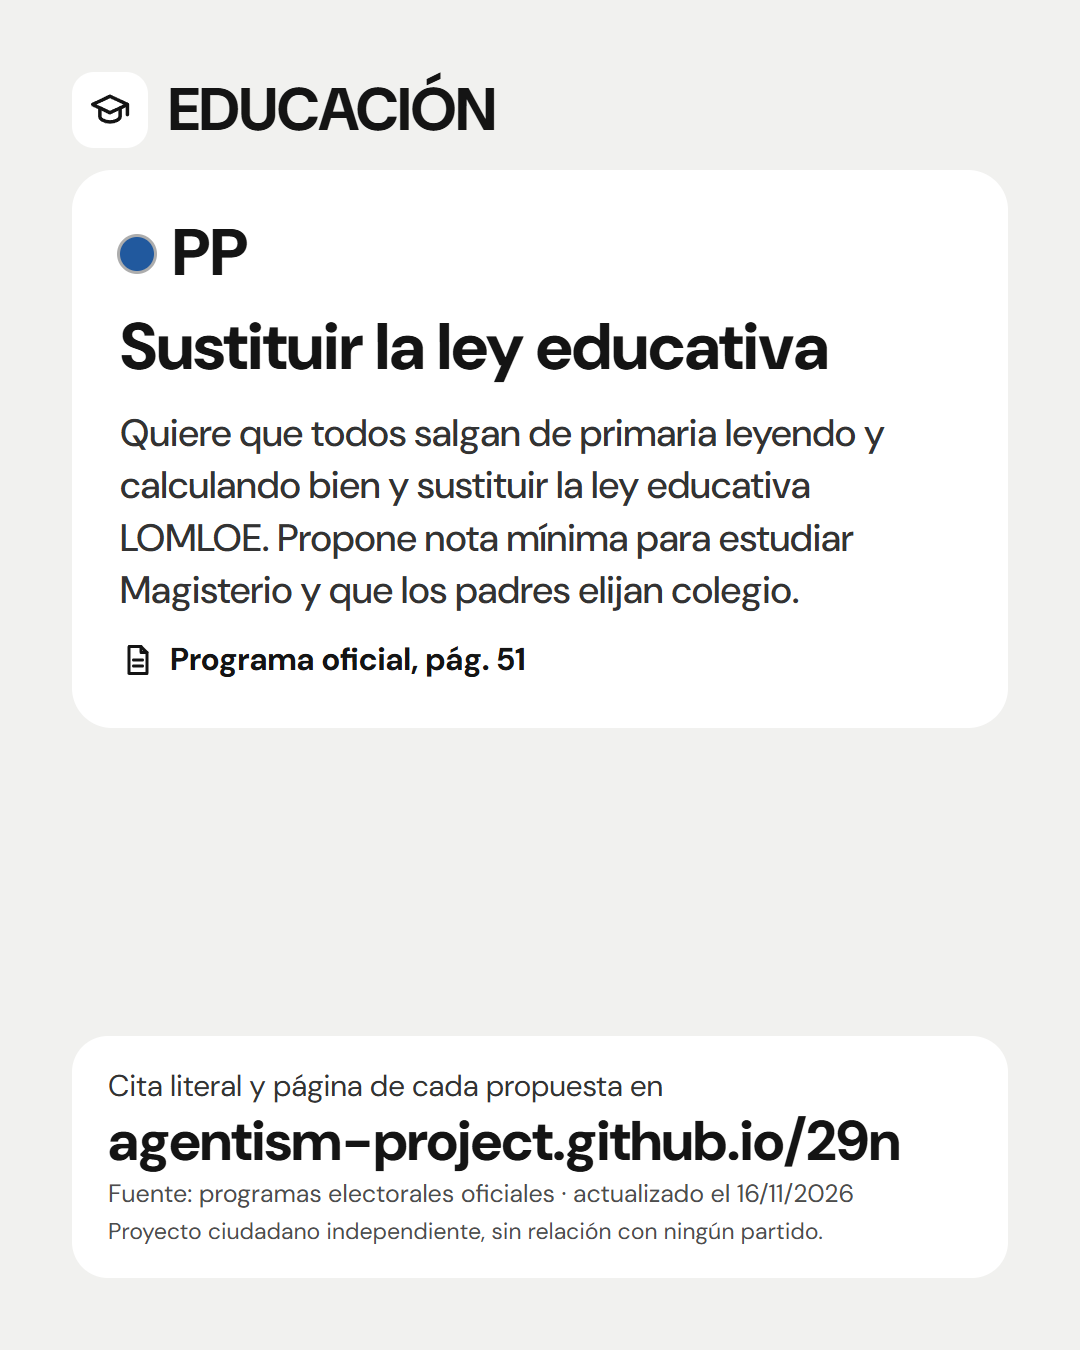 EDUCACIÓN
PP
Sustituir la ley educativa
Quiere que todos salgan de primaria leyendo y
calculando bien y sustituir la ley educativa
LOMLOE. Propone nota mínima para estudiar
Magisterio y que los padres elijan colegio.
Programa oficial, pág. 51
Cita literal y página de cada propuesta en
agentism-project.github.io/29n
Fuente: programas electorales oficiales · actualizado el 16/11/2026
Proyecto ciudadano independiente, sin relación con ningún partido.